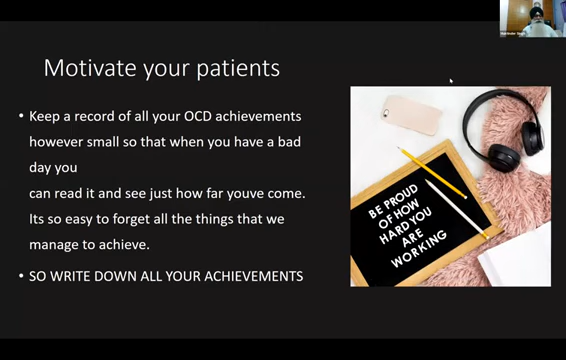 Motivate your patients
• Keep a record of all your OCD achievements
however small so that when you have a bad
day you
can read it and see just how far youve come.
Its so easy to forget all the things that we
manage to achieve.
• SO WRITE DOWN ALL YOUR ACHIEVEMENTS
BE PROUD
OF HOW
HARD YOU
ARE
WORKING